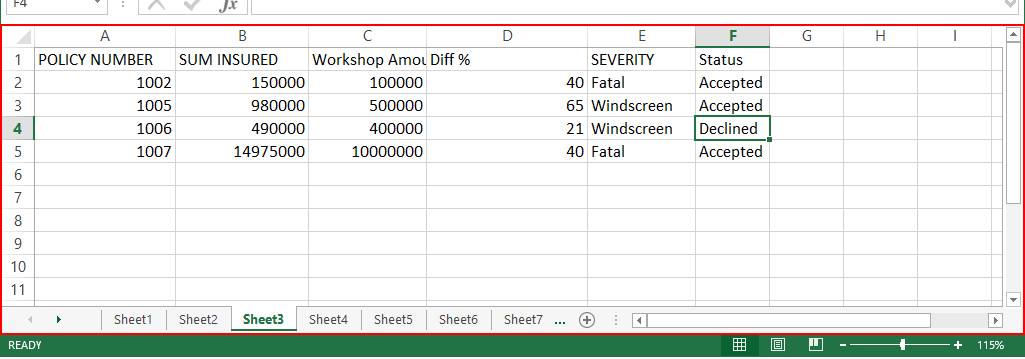 F4 fx
A B C D E F G H I
1 POLICY NUMBER SUM INSURED Workshop Amou Diff % SEVERITY Status
2 1002 150000 100000 40 Fatal Accepted
3 1005 980000 500000 65 Windscreen Accepted
4 1006 490000 400000 21 Windscreen Declined
5 1007 14975000 10000000 40 Fatal Accepted
6
7
8
9
10
11
Sheet1 Sheet2 Sheet3 Sheet4 Sheet5 Sheet6 Sheet7 ...
READY 115%